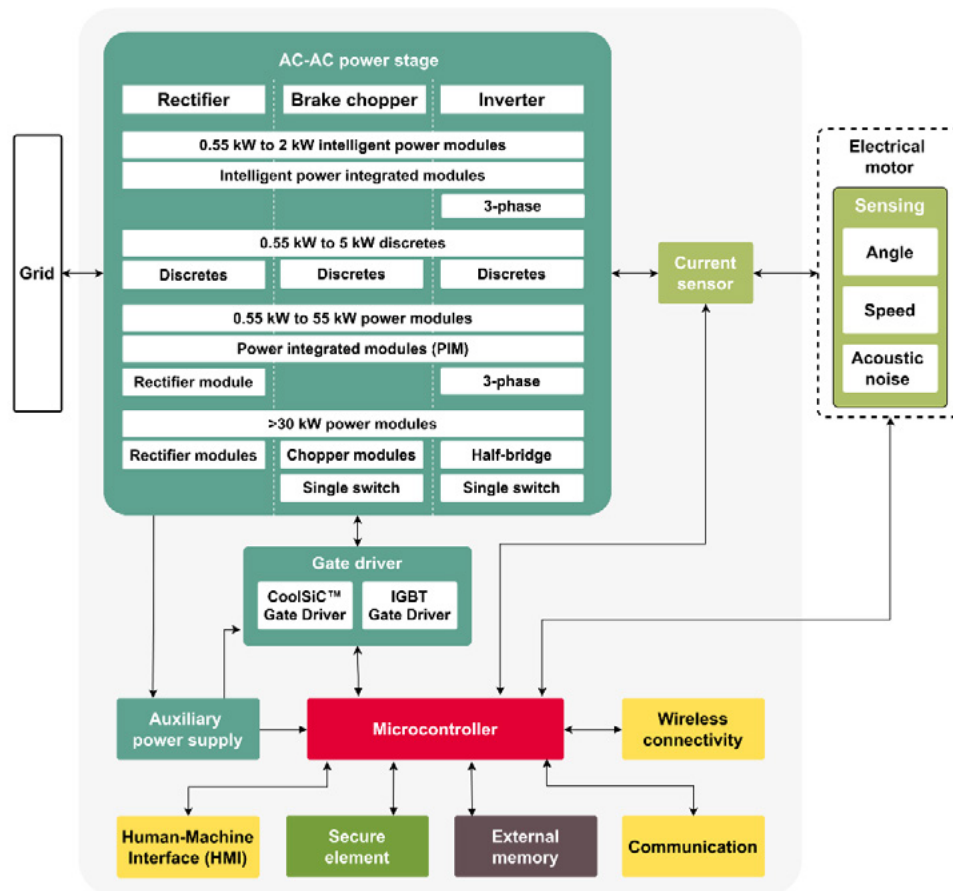 AC-AC power stage
Rectifier
Brake chopper
Inverter
0.55 kW to 2 kW intelligent power modules
Intelligent power integrated modules
3-phase
0.55 kW to 5 kW discretes
Discretes
Discretes
Discretes
0.55 kW to 55 kW power modules
Power integrated modules (PIM)
Rectifier module
3-phase
>30 kW power modules
Rectifier modules
Chopper modules
Half-bridge
Single switch
Single switch
Grid
Current
sensor
Electrical
motor
Sensing
Angle
Speed
Acoustic
noise
Gate driver
CoolSiC™
Gate Driver
IGBT
Gate Driver
Auxiliary
power supply
Microcontroller
Wireless
connectivity
Human-Machine
Interface (HMI)
Secure
element
External
memory
Communication